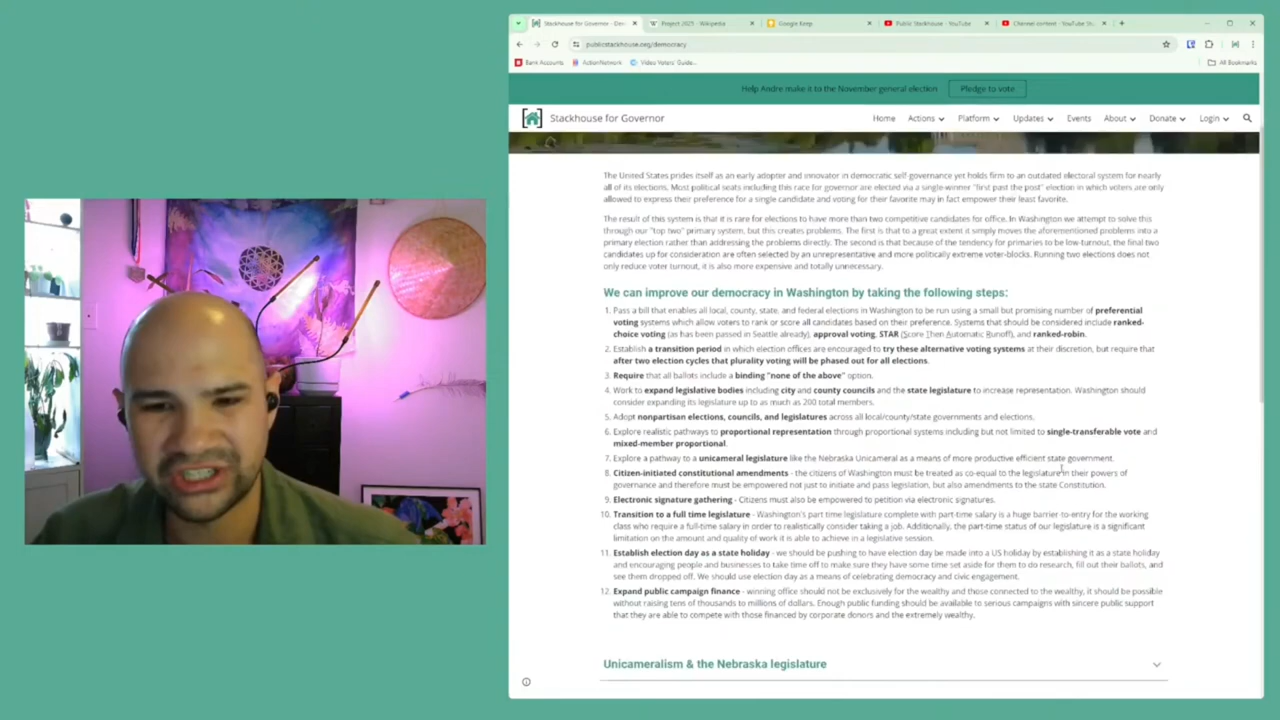 Stackhouse for Governor - Dem
Project 2025 - Wikipedia
Google Keep
Public Stackhouse - YouTube
Channel content - YouTube Stu
publicstackhouse.org/democracy
Bank Accounts
ActionNetwork
Video Voters' Guide...
All Bookmarks
Help Andre make it to the November general election
Pledge to vote
Stackhouse for Governor
Home
Actions
Platform
Updates
Events
About
Donate
Login
The United States prides itself as an early adopter and innovator in democratic self-governance yet holds firm to an outdated electoral system for nearly
all of its elections. Most political seats including this race for governor are elected via a single-winner "first past the post" election in which voters are only
allowed to express their preference for a single candidate and voting for their favorite may in fact empower their least favorite.
The result of this system is that it is rare for elections to have more than two competitive candidates for office. In Washington we attempt to solve this
through our "top two" primary system, but this creates problems. The first is that to a great extent it simply moves the aforementioned problems into a
primary election rather than addressing the problems directly. The second is that because of the tendency for primaries to be low-turnout, the final two
candidates up for consideration are often selected by an unrepresentative and more politically extreme voter-blocks. Running two elections does not
only reduce voter turnout, it is also more expensive and totally unnecessary.
We can improve our democracy in Washington by taking the following steps:
1. Pass a bill that enables all local, county, state, and federal elections in Washington to be run using a small but promising number of preferential
voting systems which allow voters to rank or score all candidates based on their preference. Systems that should be considered include ranked-
choice voting (as has been passed in Seattle already), approval voting, STAR (Score Then Automatic Runoff), and ranked-robin.
2. Establish a transition period in which election offices are encouraged to try these alternative voting systems at their discretion, but require that
after two election cycles that plurality voting will be phased out for all elections.
3. Require that all ballots include a binding "none of the above" option.
4. Work to expand legislative bodies including city and county councils and the state legislature to increase representation. Washington should
consider expanding its legislature up to as much as 200 total members.
5. Adopt nonpartisan elections, councils, and legislatures across all local/county/state governments and elections.
6. Explore realistic pathways to proportional representation through proportional systems including but not limited to single-transferable vote and
mixed-member proportional.
7. Explore a pathway to a unicameral legislature like the Nebraska Unicameral as a means of more productive efficient state government.
8. Citizen-initiated constitutional amendments - the citizens of Washington must be treated as co-equal to the legislature in their powers of
governance and therefore must be empowered not just to initiate and pass legislation, but also amendments to the state Constitution.
9. Electronic signature gathering - Citizens must also be empowered to petition via electronic signatures.
10. Transition to a full time legislature - Washington's part time legislature complete with part-time salary is a huge barrier-to-entry for the working
class who require a full-time salary in order to realistically consider taking a job. Additionally, the part-time status of our legislature is a significant
limitation on the amount and quality of work it is able to achieve in a legislative session.
11. Establish election day as a state holiday - we should be pushing to have election day be made into a US holiday by establishing it as a state holiday
and encouraging people and businesses to take time off to make sure they have some time set aside for them to do research, fill out their ballots, and
see them dropped off. We should use election day as a means of celebrating democracy and civic engagement.
12. Expand public campaign finance - winning office should not be exclusively for the wealthy and those connected to the wealthy, it should be possible
without raising tens of thousands to millions of dollars. Enough public funding should be available to serious campaigns with sincere public support
that they are able to compete with those financed by corporate donors and the extremely wealthy.
Unicameralism & the Nebraska legislature